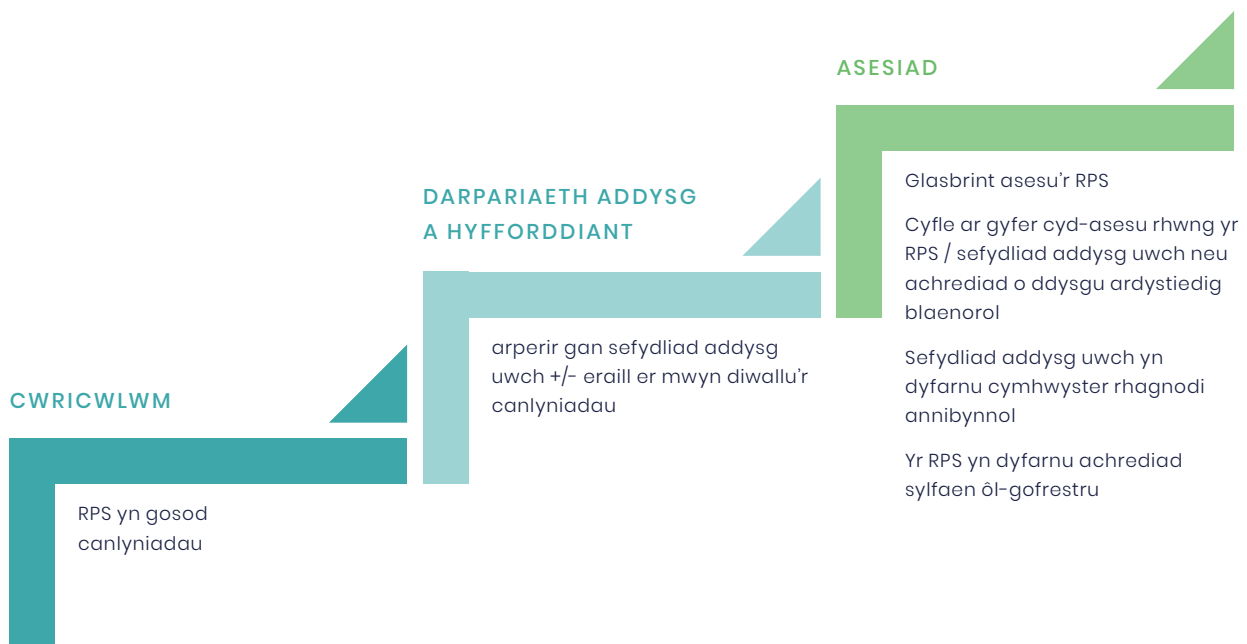 CWRICWLWM
RPS yn gosod
canlyniadau
DARPARIAETH ADDYSG
A HYFFORDDIANT
arperir gan sefydliad addysg
uwch +/- eraill er mwyn diwallu’r
canlyniadau
ASESIAD
Glasbrint asesu’r RPS
Cyfle ar gyfer cyd-asesu rhwng yr
RPS / sefydliad addysg uwch neu
achrediad o ddysgu ardystiedig
blaenorol
Sefydliad addysg uwch yn
dyfarnu cymhwyster rhagnodi
annibynnol
Yr RPS yn dyfarnu achrediad
sylfaen ôl-gofrestru